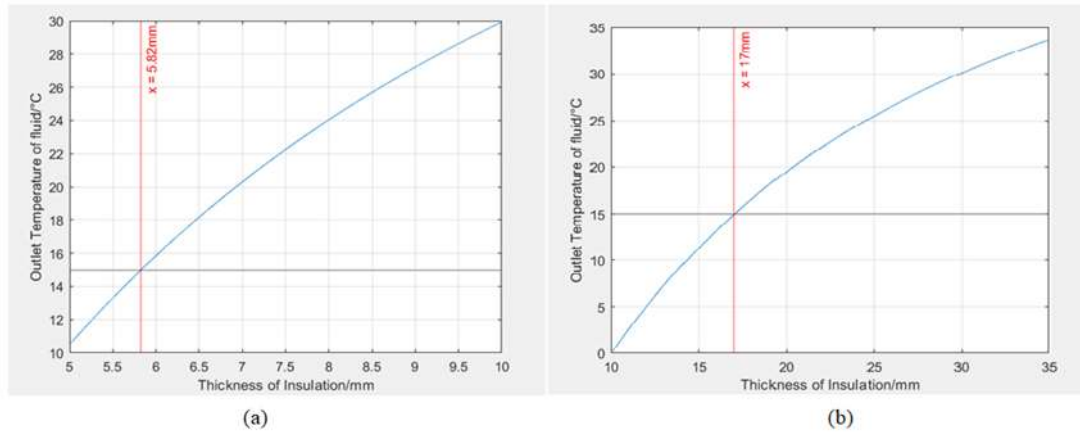 30
28
26
24
22
20
18
16
14
12
10
Outlet Temperature of fluid/°C
x = 5.82mm
5 5.5 6 6.5 7 7.5 8 8.5 9 9.5 10
Thickness of Insulation/mm
(a)
35
30
25
20
15
10
5
0
Outlet Temperature of fluid/°C
x = 17mm
10 15 20 25 30 35
Thickness of Insulation/mm
(b)